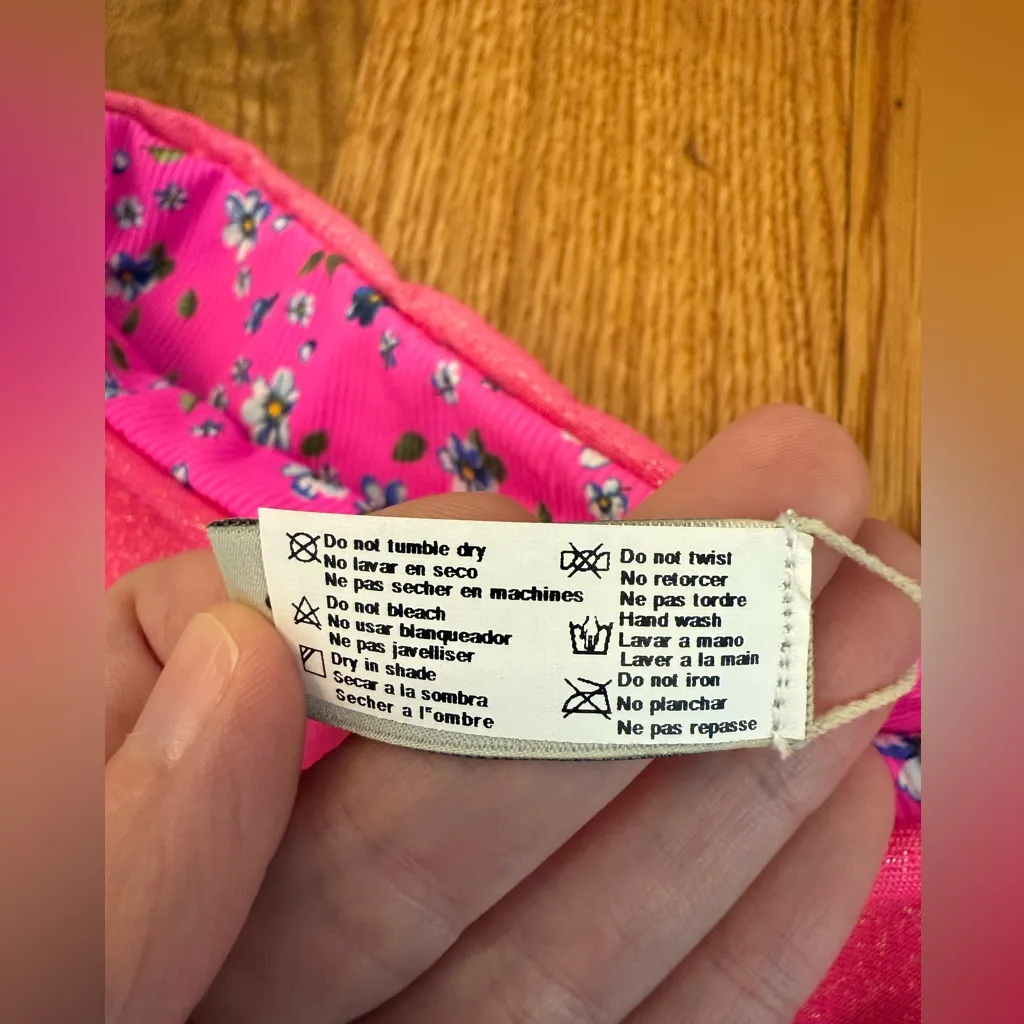 Do not tumble dry
No lavar en seco
Ne pas secher en machines
Do not bleach
No usar blanqueador
Ne pas javelliser
Dry in shade
Secar a la sombra
Secher a l"ombre
Do not twist
No retorcer
Ne pas tordre
Hand wash
Lavar a mano
Laver a la main
Do not iron
No planchar
Ne pas repasse